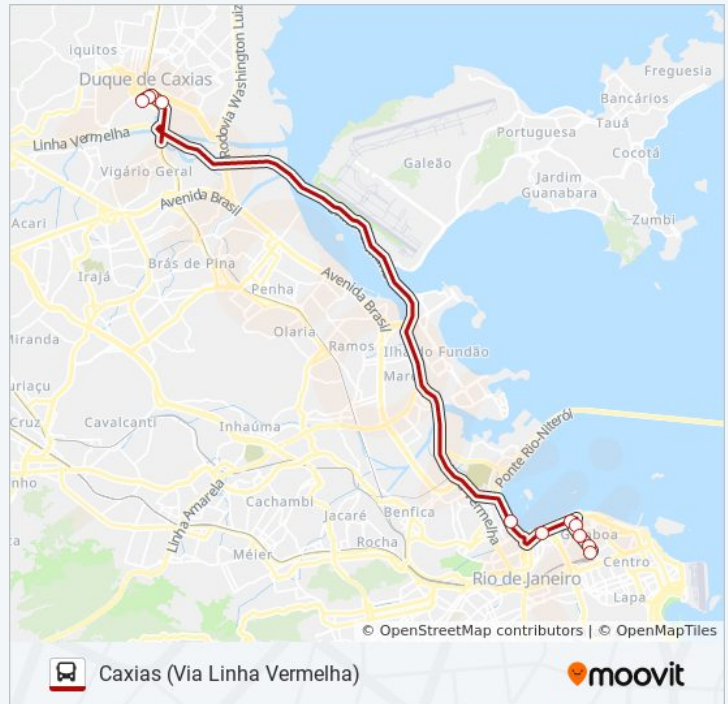 iquitos
Duque de Caxias
Rodovia Washington Luiz
Freguesia
Bancários
Tauá
Portuguesa
Cocotá
Linha Vermelha
Galeão
Vigário Geral
Jardim
Guanabara
Avenida Brasil
Acari
Zumbi
Brás de Pina
Irajá
Penha
Avenida Brasil
Olaria
Miranda
Ramos
Ilha do Fundão
Maré
uriaçu
Cruz
Cavalcanti
Inhaúma
Ponte Rio-Niterói
Linha Amarela
nho
Cachambi
Benfica
Jacaré
Vermelha
Rocha
Gamboa
Méier
Centro
Rio de Janeiro
Lapa
© OpenStreetMap contributors | © OpenMapTiles
Caxias (Via Linha Vermelha)
moovit